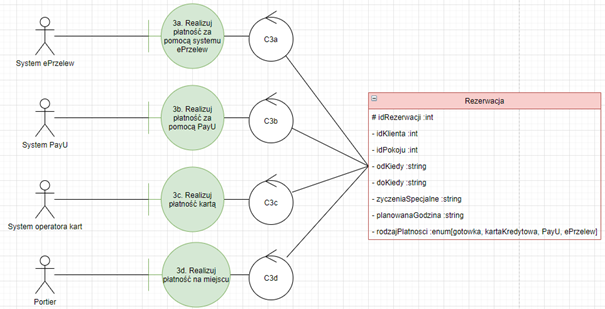 3a. Realizuj
płatność za
pomocą systemu
ePrzelew
C3a
System ePrzelew
3b. Realizuj
płatność za
pomocą PayU
C3b
System PayU
3c. Realizuj
płatność kartą
C3c
System operatora kart
3d. Realizuj
płatność na miejscu
C3d
Portier
Rezerwacja
# idRezerwacji :int
- idKlienta :int
- idPokoju :int
- odKiedy :string
- doKiedy :string
- zyczeniaSpecjalne :string
- planowanaGodzina :string
- rodzajPlatnosci :enum[gotowka, kartaKredytowa, PayU, ePrzelew]